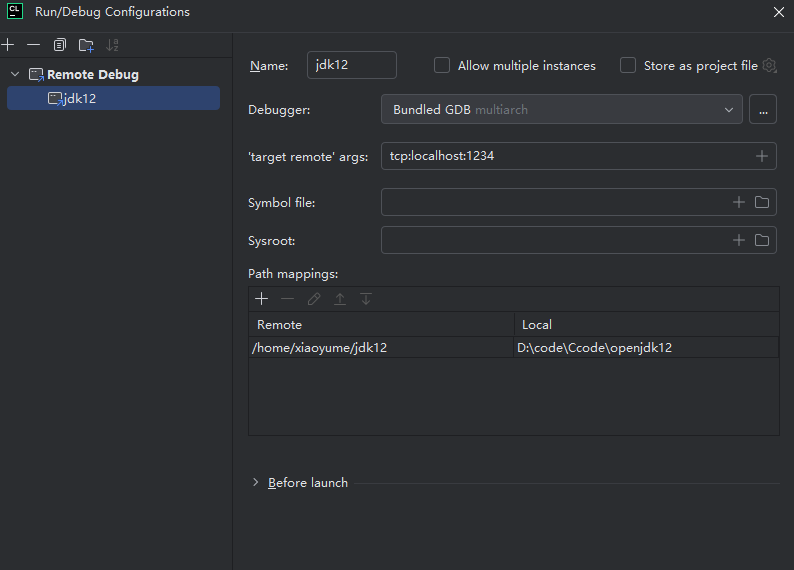 CL
Run/Debug Configurations
Remote Debug
jdk12
Name: jdk12 Allow multiple instances Store as project file
Debugger: Bundled GDB multiarch ...
'target remote' args: tcp:localhost:1234
Symbol file:
Sysroot:
Path mappings:
Remote Local
/home/xiaoyume/jdk12 D:\code\Ccode\openjdk12
Before launch